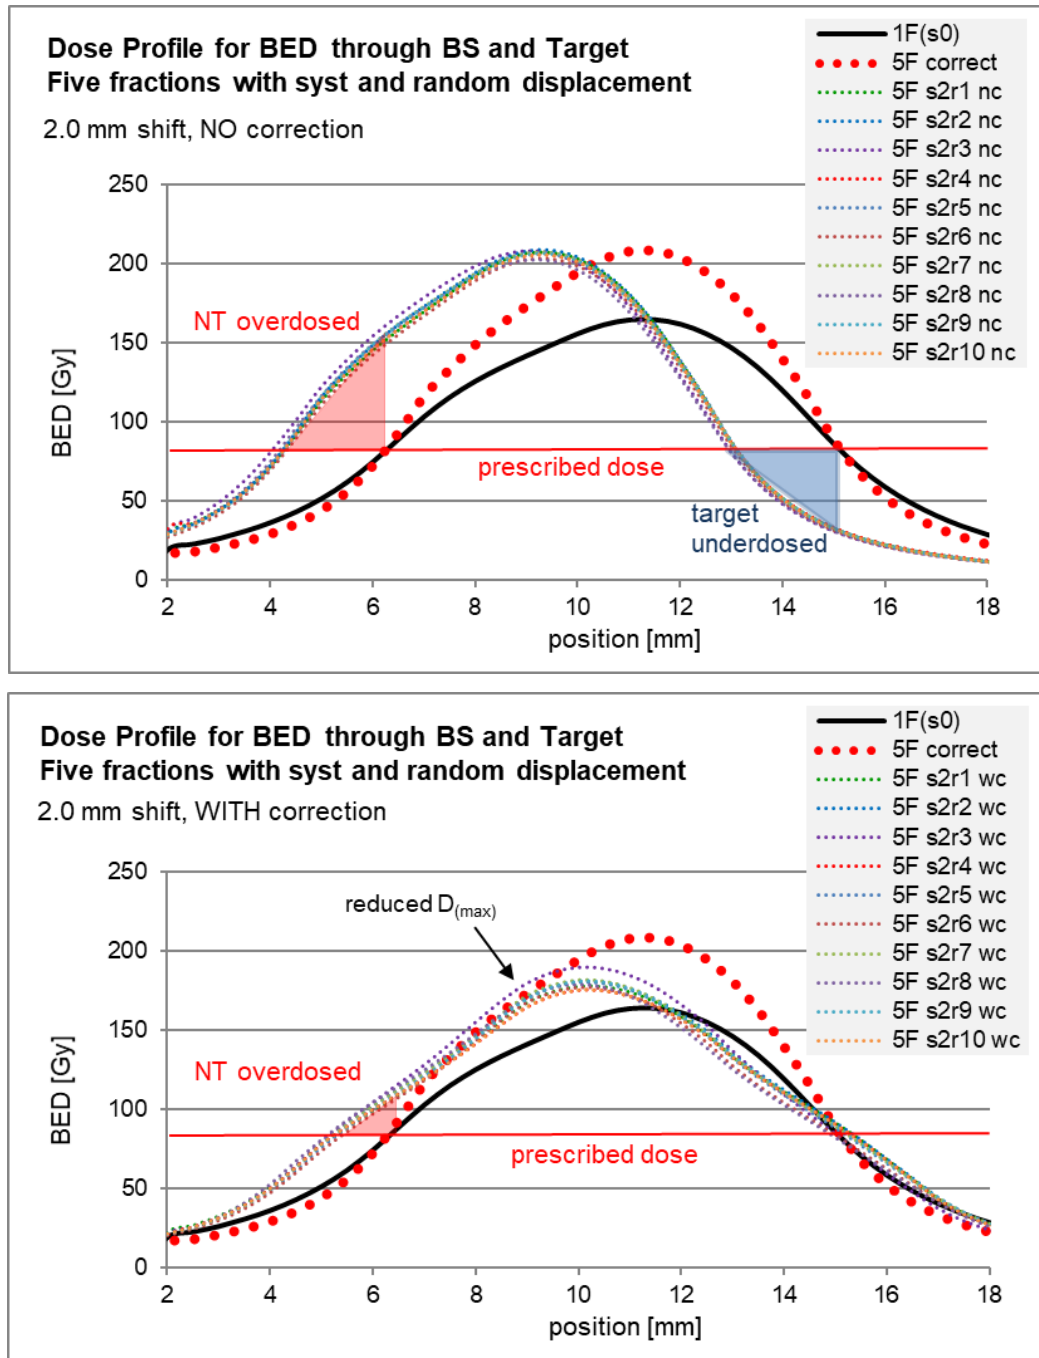 Dose Profile for BED through BS and Target
Five fractions with syst and random displacement
2.0 mm shift, NO correction
1F(s0)
5F correct
5F s2r1 nc
5F s2r2 nc
5F s2r3 nc
5F s2r4 nc
5F s2r5 nc
5F s2r6 nc
5F s2r7 nc
5F s2r8 nc
5F s2r9 nc
5F s2r10 nc
250
200
150
100
50
0
BED [Gy]
NT overdosed
prescribed dose
target
underdosed
2 4 6 8 10 12 14 16 18
position [mm]
Dose Profile for BED through BS and Target
Five fractions with syst and random displacement
2.0 mm shift, WITH correction
1F(s0)
5F correct
5F s2r1 wc
5F s2r2 wc
5F s2r3 wc
5F s2r4 wc
5F s2r5 wc
5F s2r6 wc
5F s2r7 wc
5F s2r8 wc
5F s2r9 wc
5F s2r10 wc
250
200
150
100
50
0
BED [Gy]
reduced D(max)
NT overdosed
prescribed dose
2 4 6 8 10 12 14 16 18
position [mm]